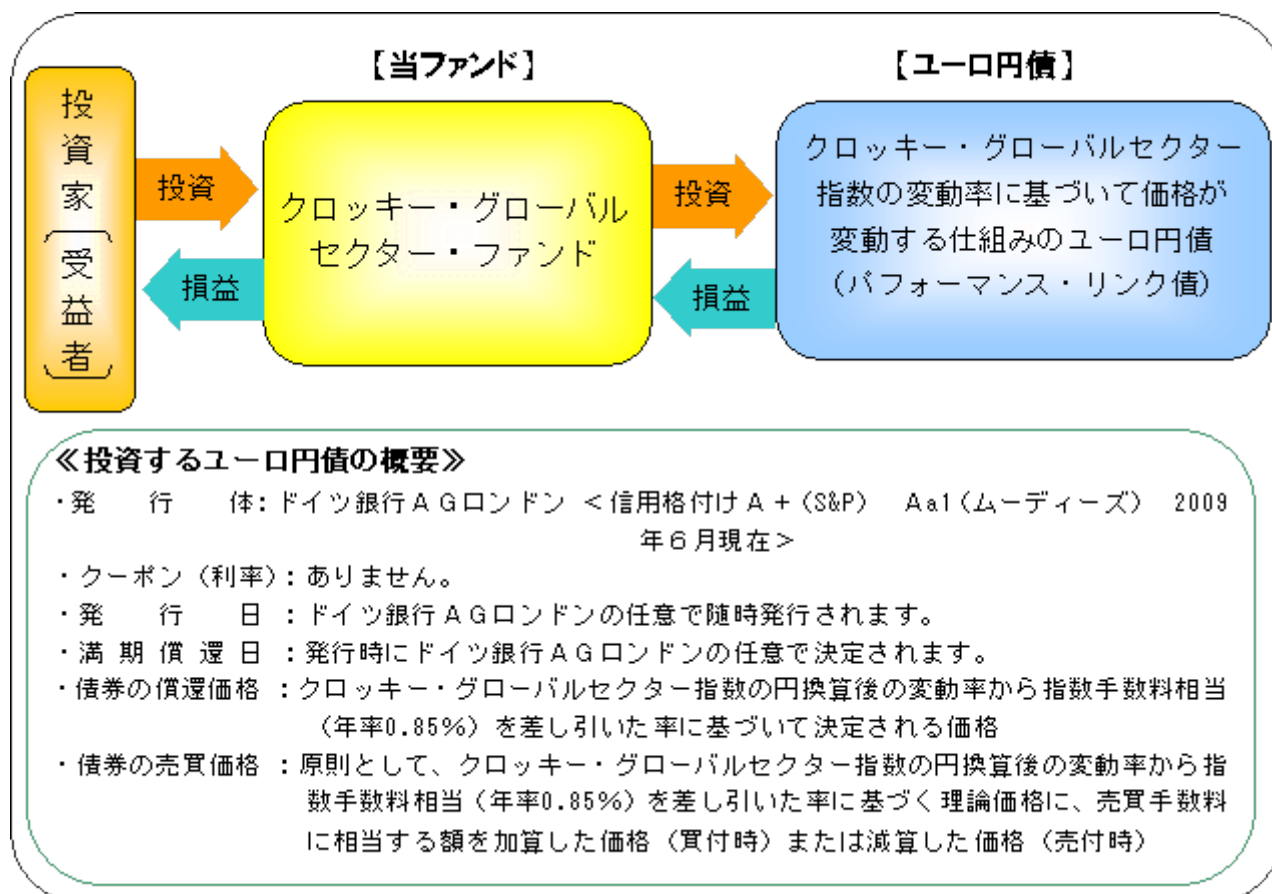 【当ファンド】
【ユーロ円債】
投資家（受益者）
投資
損益
クロッキー・グローバル
セクター・ファンド
投資
損益
クロッキー・グローバルセクター
指数の変動率に基づいて価格が
変動する仕組みのユーロ円債
（パフォーマンス・リンク債）
≪投資するユーロ円債の概要≫
・発　行　体：ドイツ銀行ＡＧロンドン ＜信用格付けＡ＋（S&P）　Aa1（ムーディーズ）　2009
年６月現在＞
・クーポン（利率）：ありません。
・発　行　日 ：ドイツ銀行ＡＧロンドンの任意で随時発行されます。
・満 期 償 還 日 ：発行時にドイツ銀行ＡＧロンドンの任意で決定されます。
・債券の償還価格 ：クロッキー・グローバルセクター指数の円換算後の変動率から指数手数料相当
（年率0.85％）を差し引いた率に基づいて決定される価格
・債券の売買価格 ：原則として、クロッキー・グローバルセクター指数の円換算後の変動率から指
数手数料相当（年率0.85％）を差し引いた率に基づく理論価格に、売買手数料
に相当する額を加算した価格（買付時）または減算した価格（売付時）